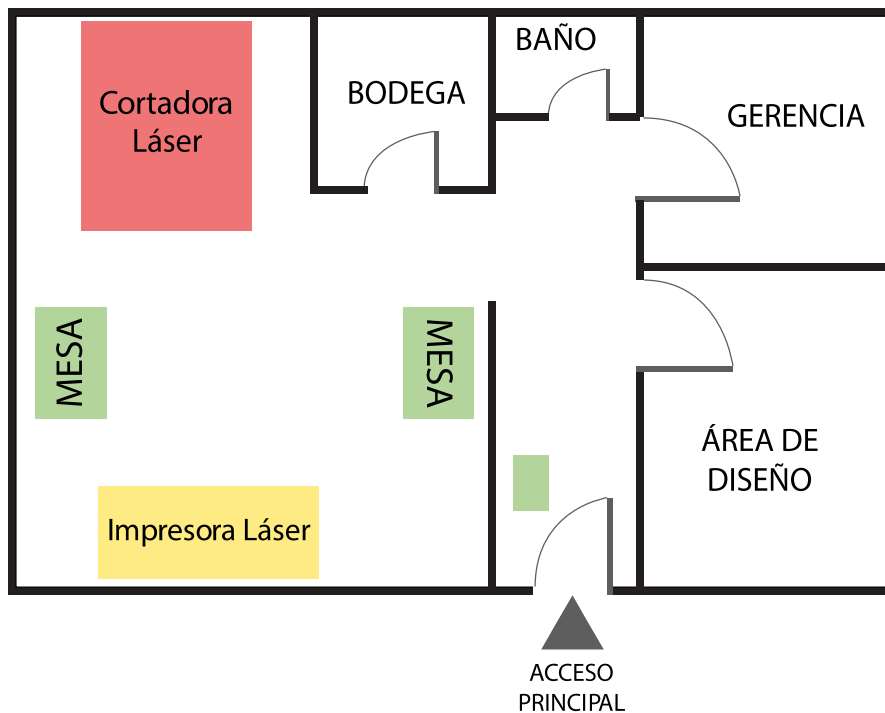 BAÑO
Cortadora
Láser
BODEGA
GERENCIA
MESA
MESA
ÁREA DE
DISEÑO
Impresora Láser
ACCESO
PRINCIPAL